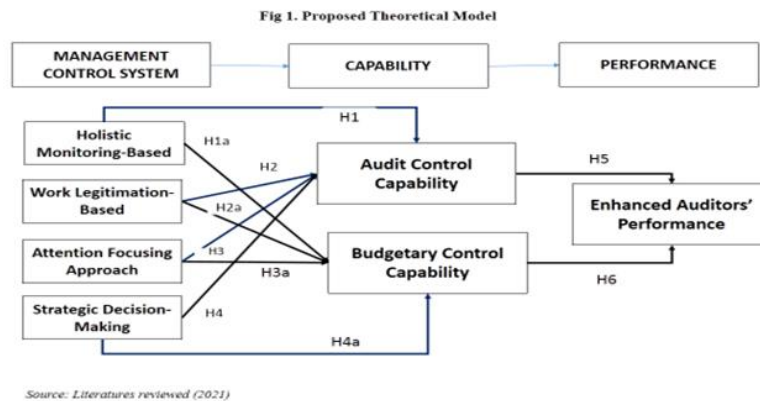 Fig 1. Proposed Theoretical Model
MANAGEMENT
CONTROL SYSTEM
CAPABILITY
PERFORMANCE
H1
Holistic
Monitoring-Based
H1a
Work Legitimation-
Based
H2
H2a
Attention Focusing
Approach
H3
H3a
Strategic Decision-
Making
H4
H4a
Audit Control
Capability
Budgetary Control
Capability
H5
H6
Enhanced Auditors'
Performance
Source: Literatures reviewed (2021)